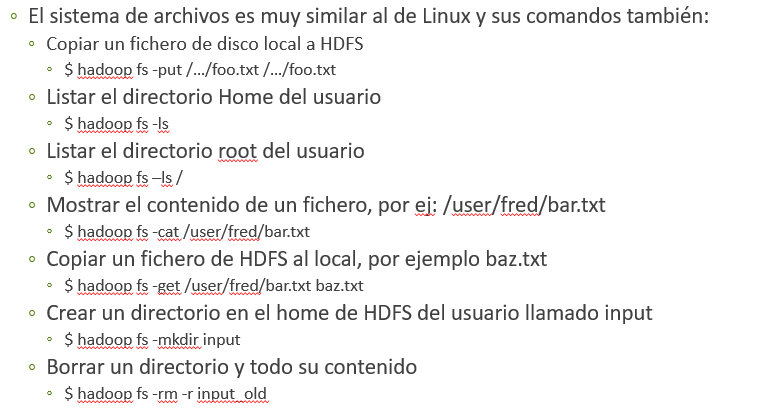 El sistema de archivos es muy similar al de Linux y sus comandos también:
Copiar un fichero de disco local a HDFS
$ hadoop fs -put /.../foo.txt /.../foo.txt
Listar el directorio Home del usuario
$ hadoop fs -ls
Listar el directorio root del usuario
$ hadoop fs –ls /
Mostrar el contenido de un fichero, por ej: /user/fred/bar.txt
$ hadoop fs -cat /user/fred/bar.txt
Copiar un fichero de HDFS al local, por ejemplo baz.txt
$ hadoop fs -get /user/fred/bar.txt baz.txt
Crear un directorio en el home de HDFS del usuario llamado input
$ hadoop fs -mkdir input
Borrar un directorio y todo su contenido
$ hadoop fs -rm -r input_old